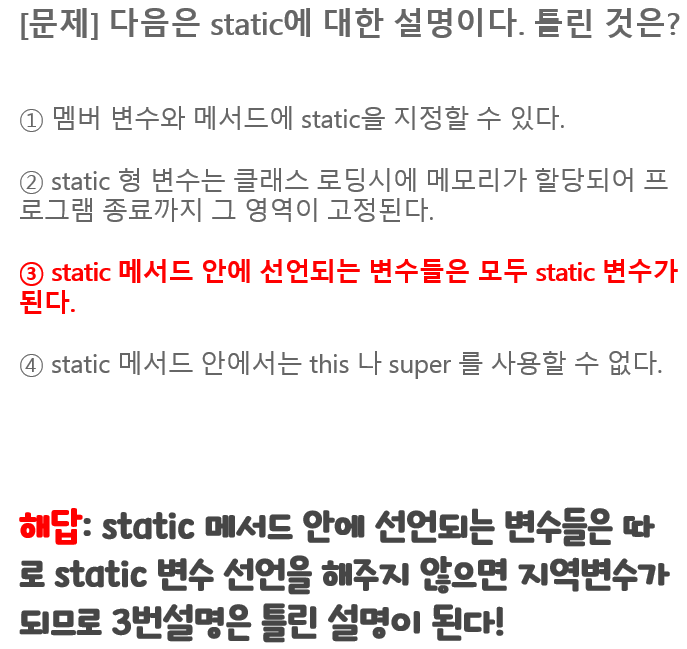 [문제] 다음은 static에 대한 설명이다. 틀린 것은?
① 멤버 변수와 메서드에 static을 지정할 수 있다.
② static 형 변수는 클래스 로딩시에 메모리가 할당되어 프
로그램 종료까지 그 영역이 고정된다.
③ static 메서드 안에 선언되는 변수들은 모두 static 변수가
된다.
④ static 메서드 안에서는 this 나 super 를 사용할 수 없다.
해답: static 메서드 안에 선언되는 변수들은 따
로 static 변수 선언을 해주지 않으면 지역변수가
되므로 3번설명은 틀린 설명이 된다!